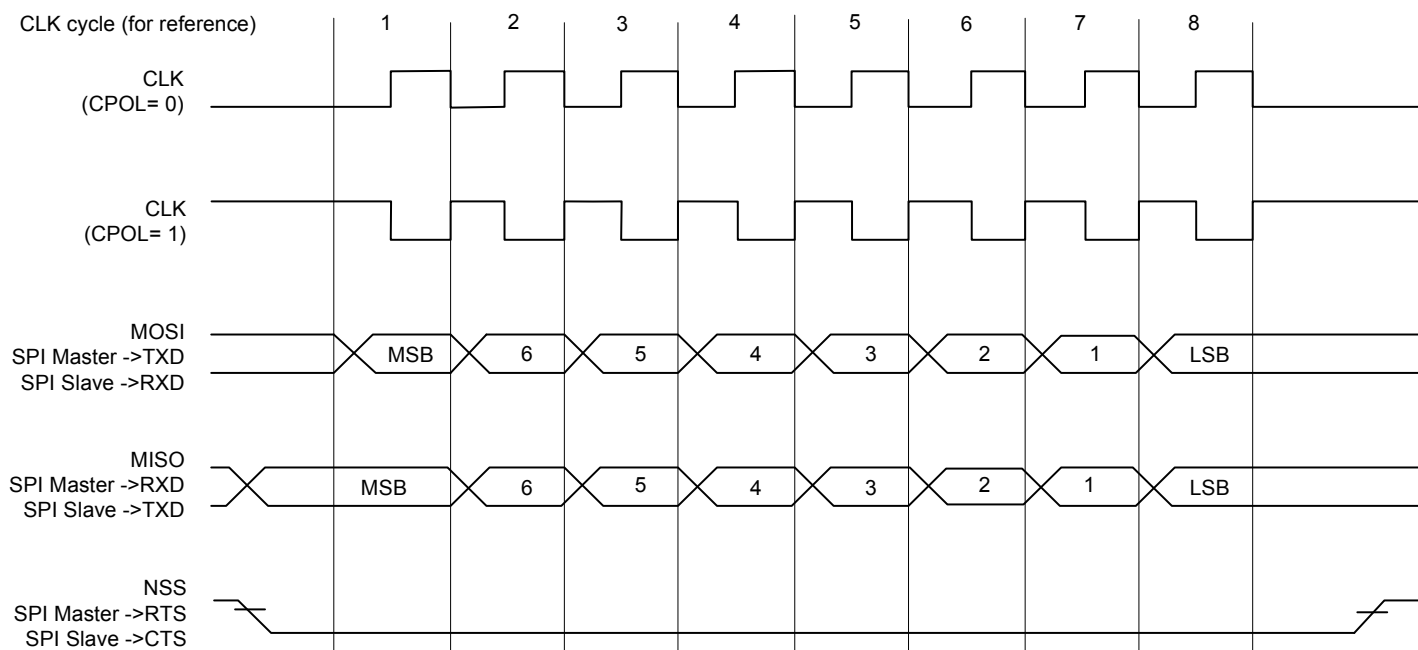 CLK cycle (for reference) 1 2 3 4 5 6 7 8
CLK
(CPOL= 0)
CLK
(CPOL= 1)
MOSI
SPI Master ->TXD MSB 6 5 4 3 2 1 LSB
SPI Slave ->RXD
MISO
SPI Master ->RXD MSB 6 5 4 3 2 1 LSB
SPI Slave ->TXD
NSS
SPI Master ->RTS
SPI Slave ->CTS